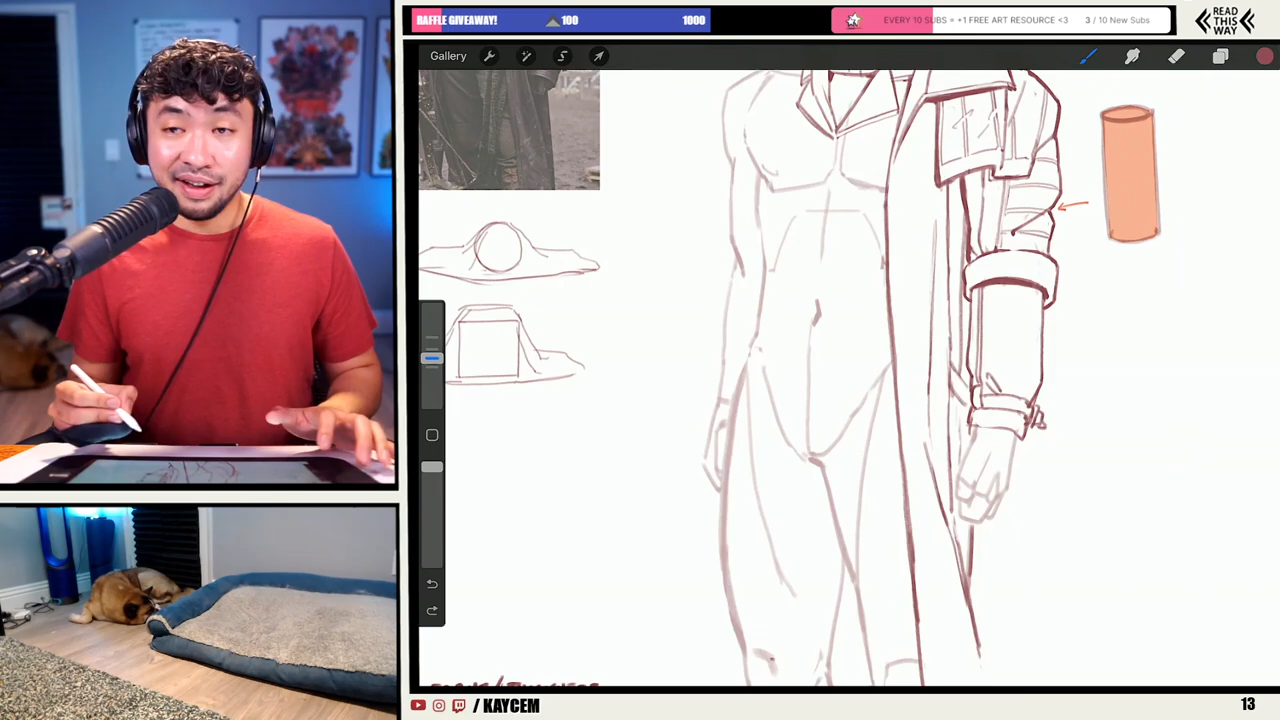 RAFFLE GIVEAWAY! 100 1000
EVERY 10 SUBS = +1 FREE ART RESOURCE <3 3 / 10 New Subs
READ
THIS
WAY
Gallery
/ KAYCEM
13